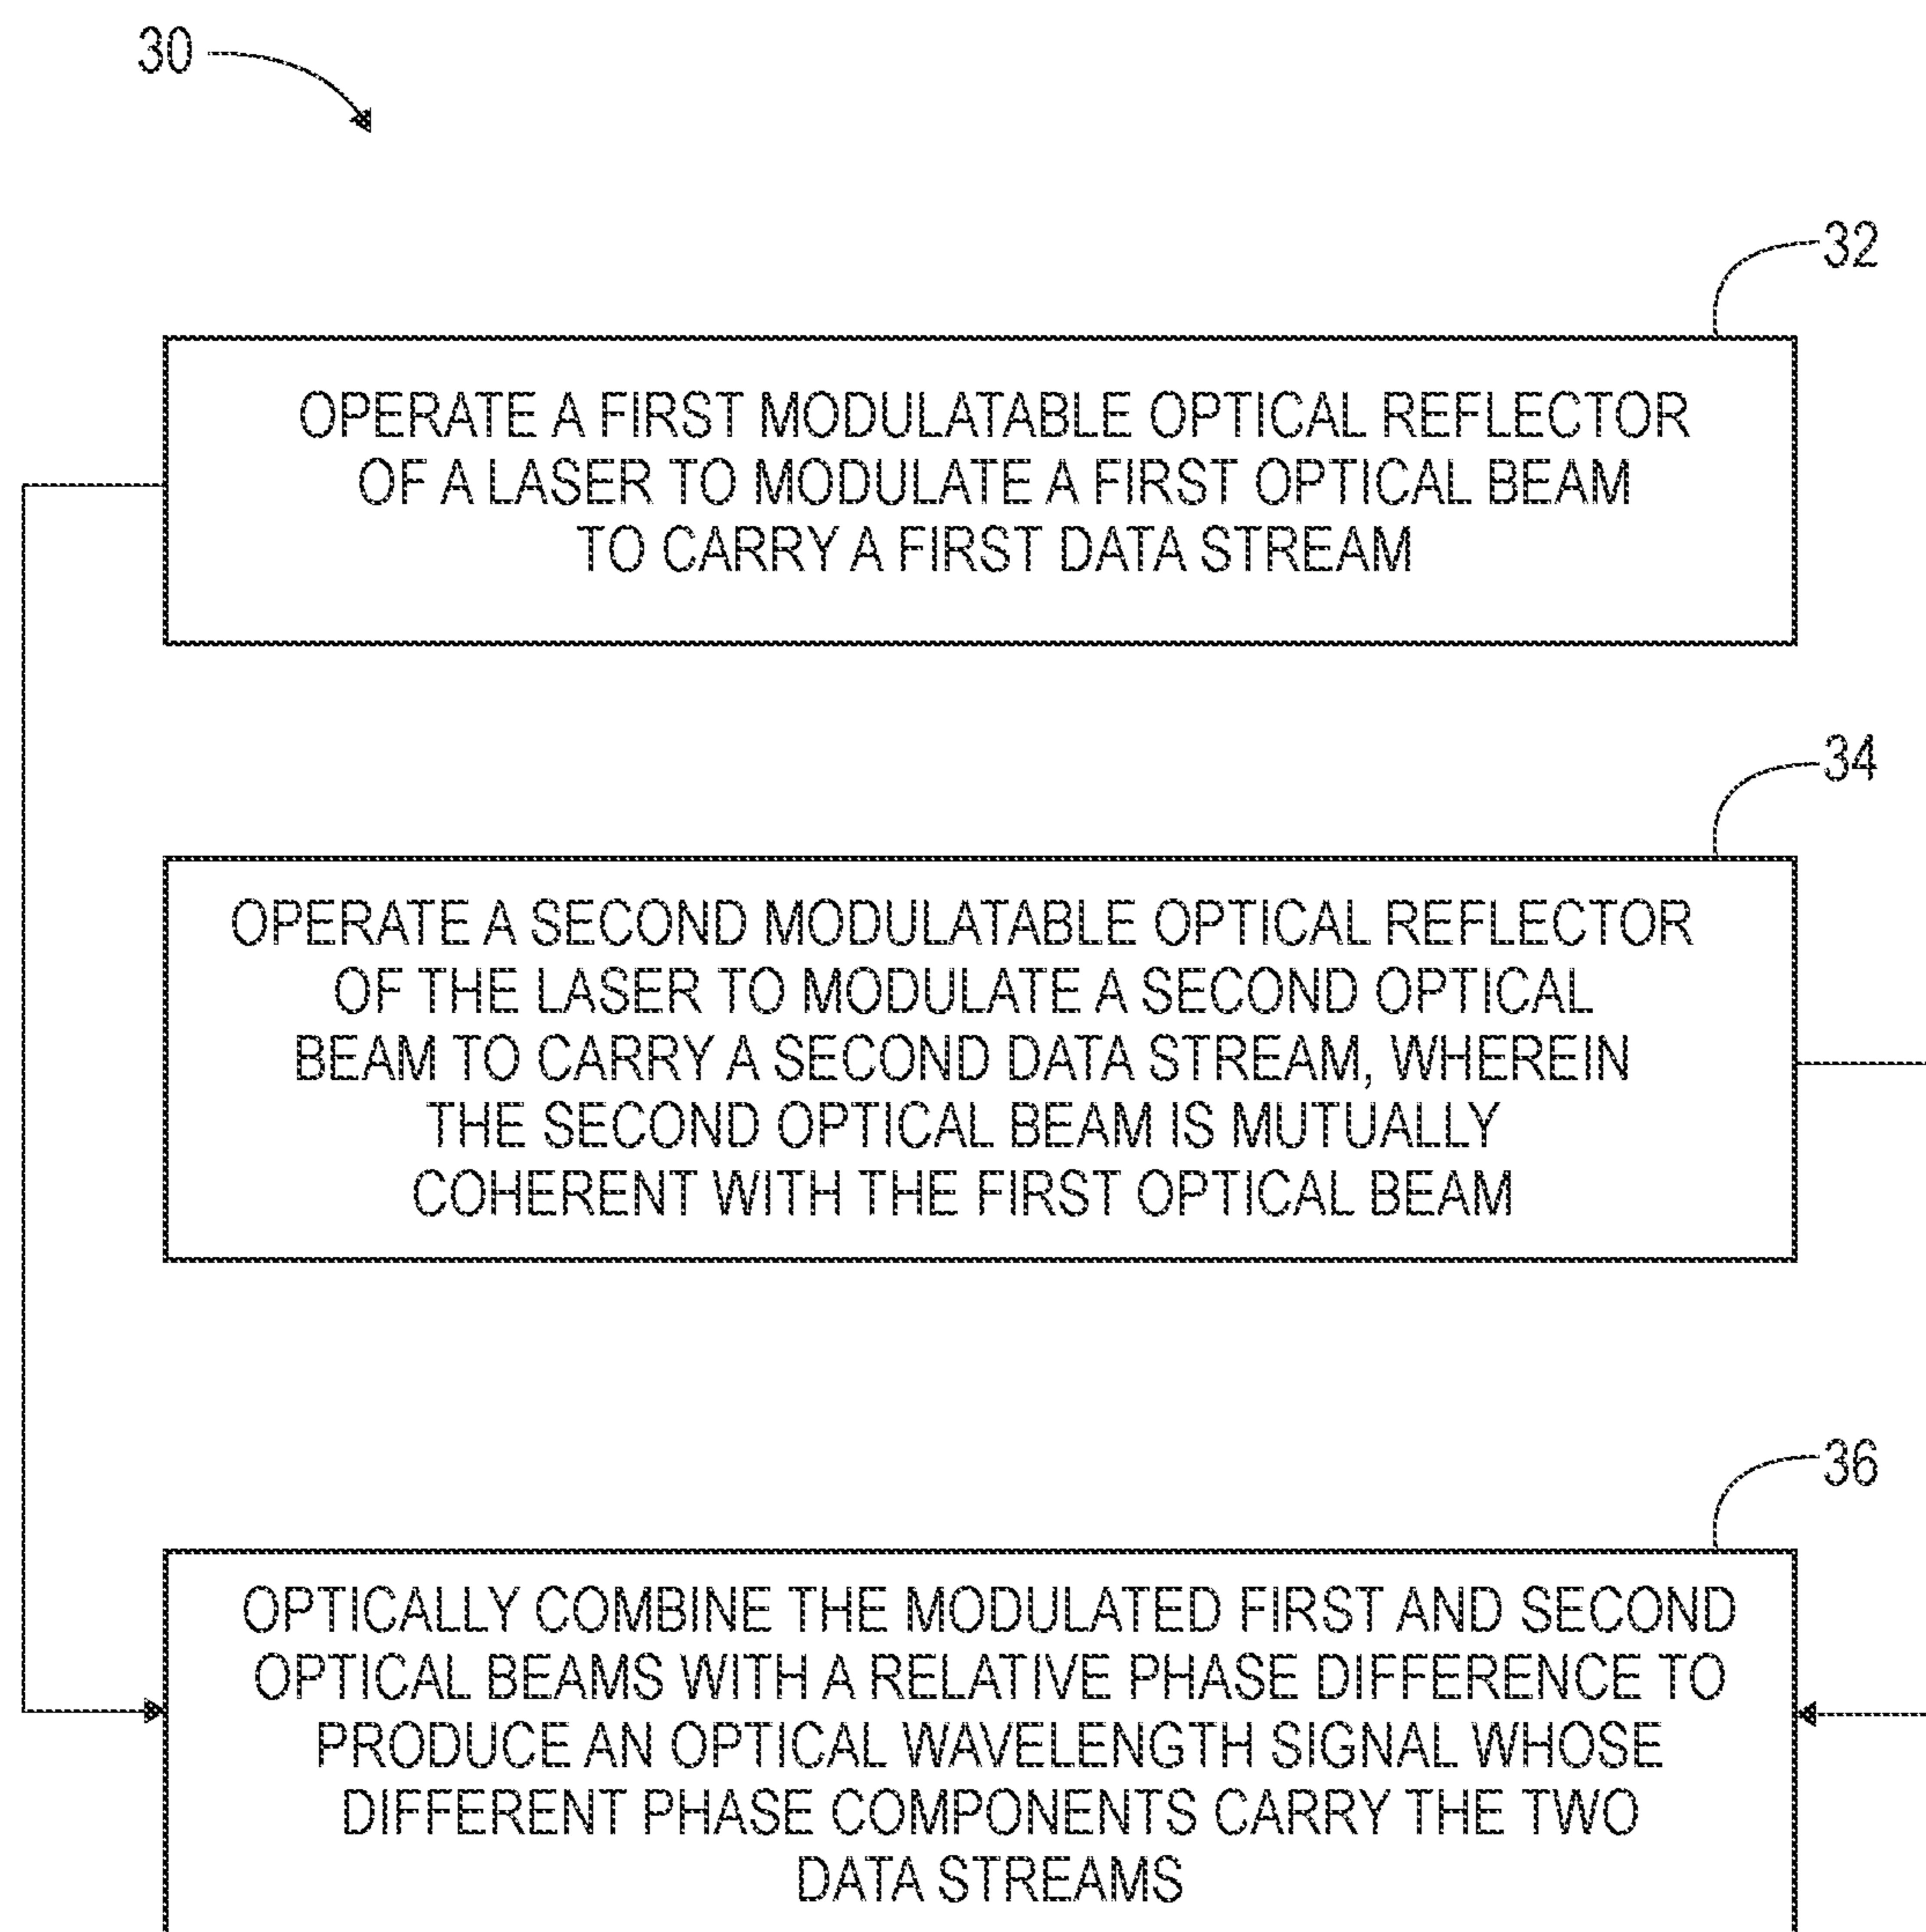 30
32
OPERATE A FIRST MODULATABLE OPTICAL REFLECTOR
OF A LASER TO MODULATE A FIRST OPTICAL BEAM
TO CARRY A FIRST DATA STREAM
34
OPERATE A SECOND MODULATABLE OPTICAL REFLECTOR
OF THE LASER TO MODULATE A SECOND OPTICAL
BEAM TO CARRY A SECOND DATA STREAM, WHEREIN
THE SECOND OPTICAL BEAM IS MUTUALLY
COHERENT WITH THE FIRST OPTICAL BEAM
36
OPTICALLY COMBINE THE MODULATED FIRST AND SECOND
OPTICAL BEAMS WITH A RELATIVE PHASE DIFFERENCE TO
PRODUCE AN OPTICAL WAVELENGTH SIGNAL WHOSE
DIFFERENT PHASE COMPONENTS CARRY THE TWO
DATA STREAMS